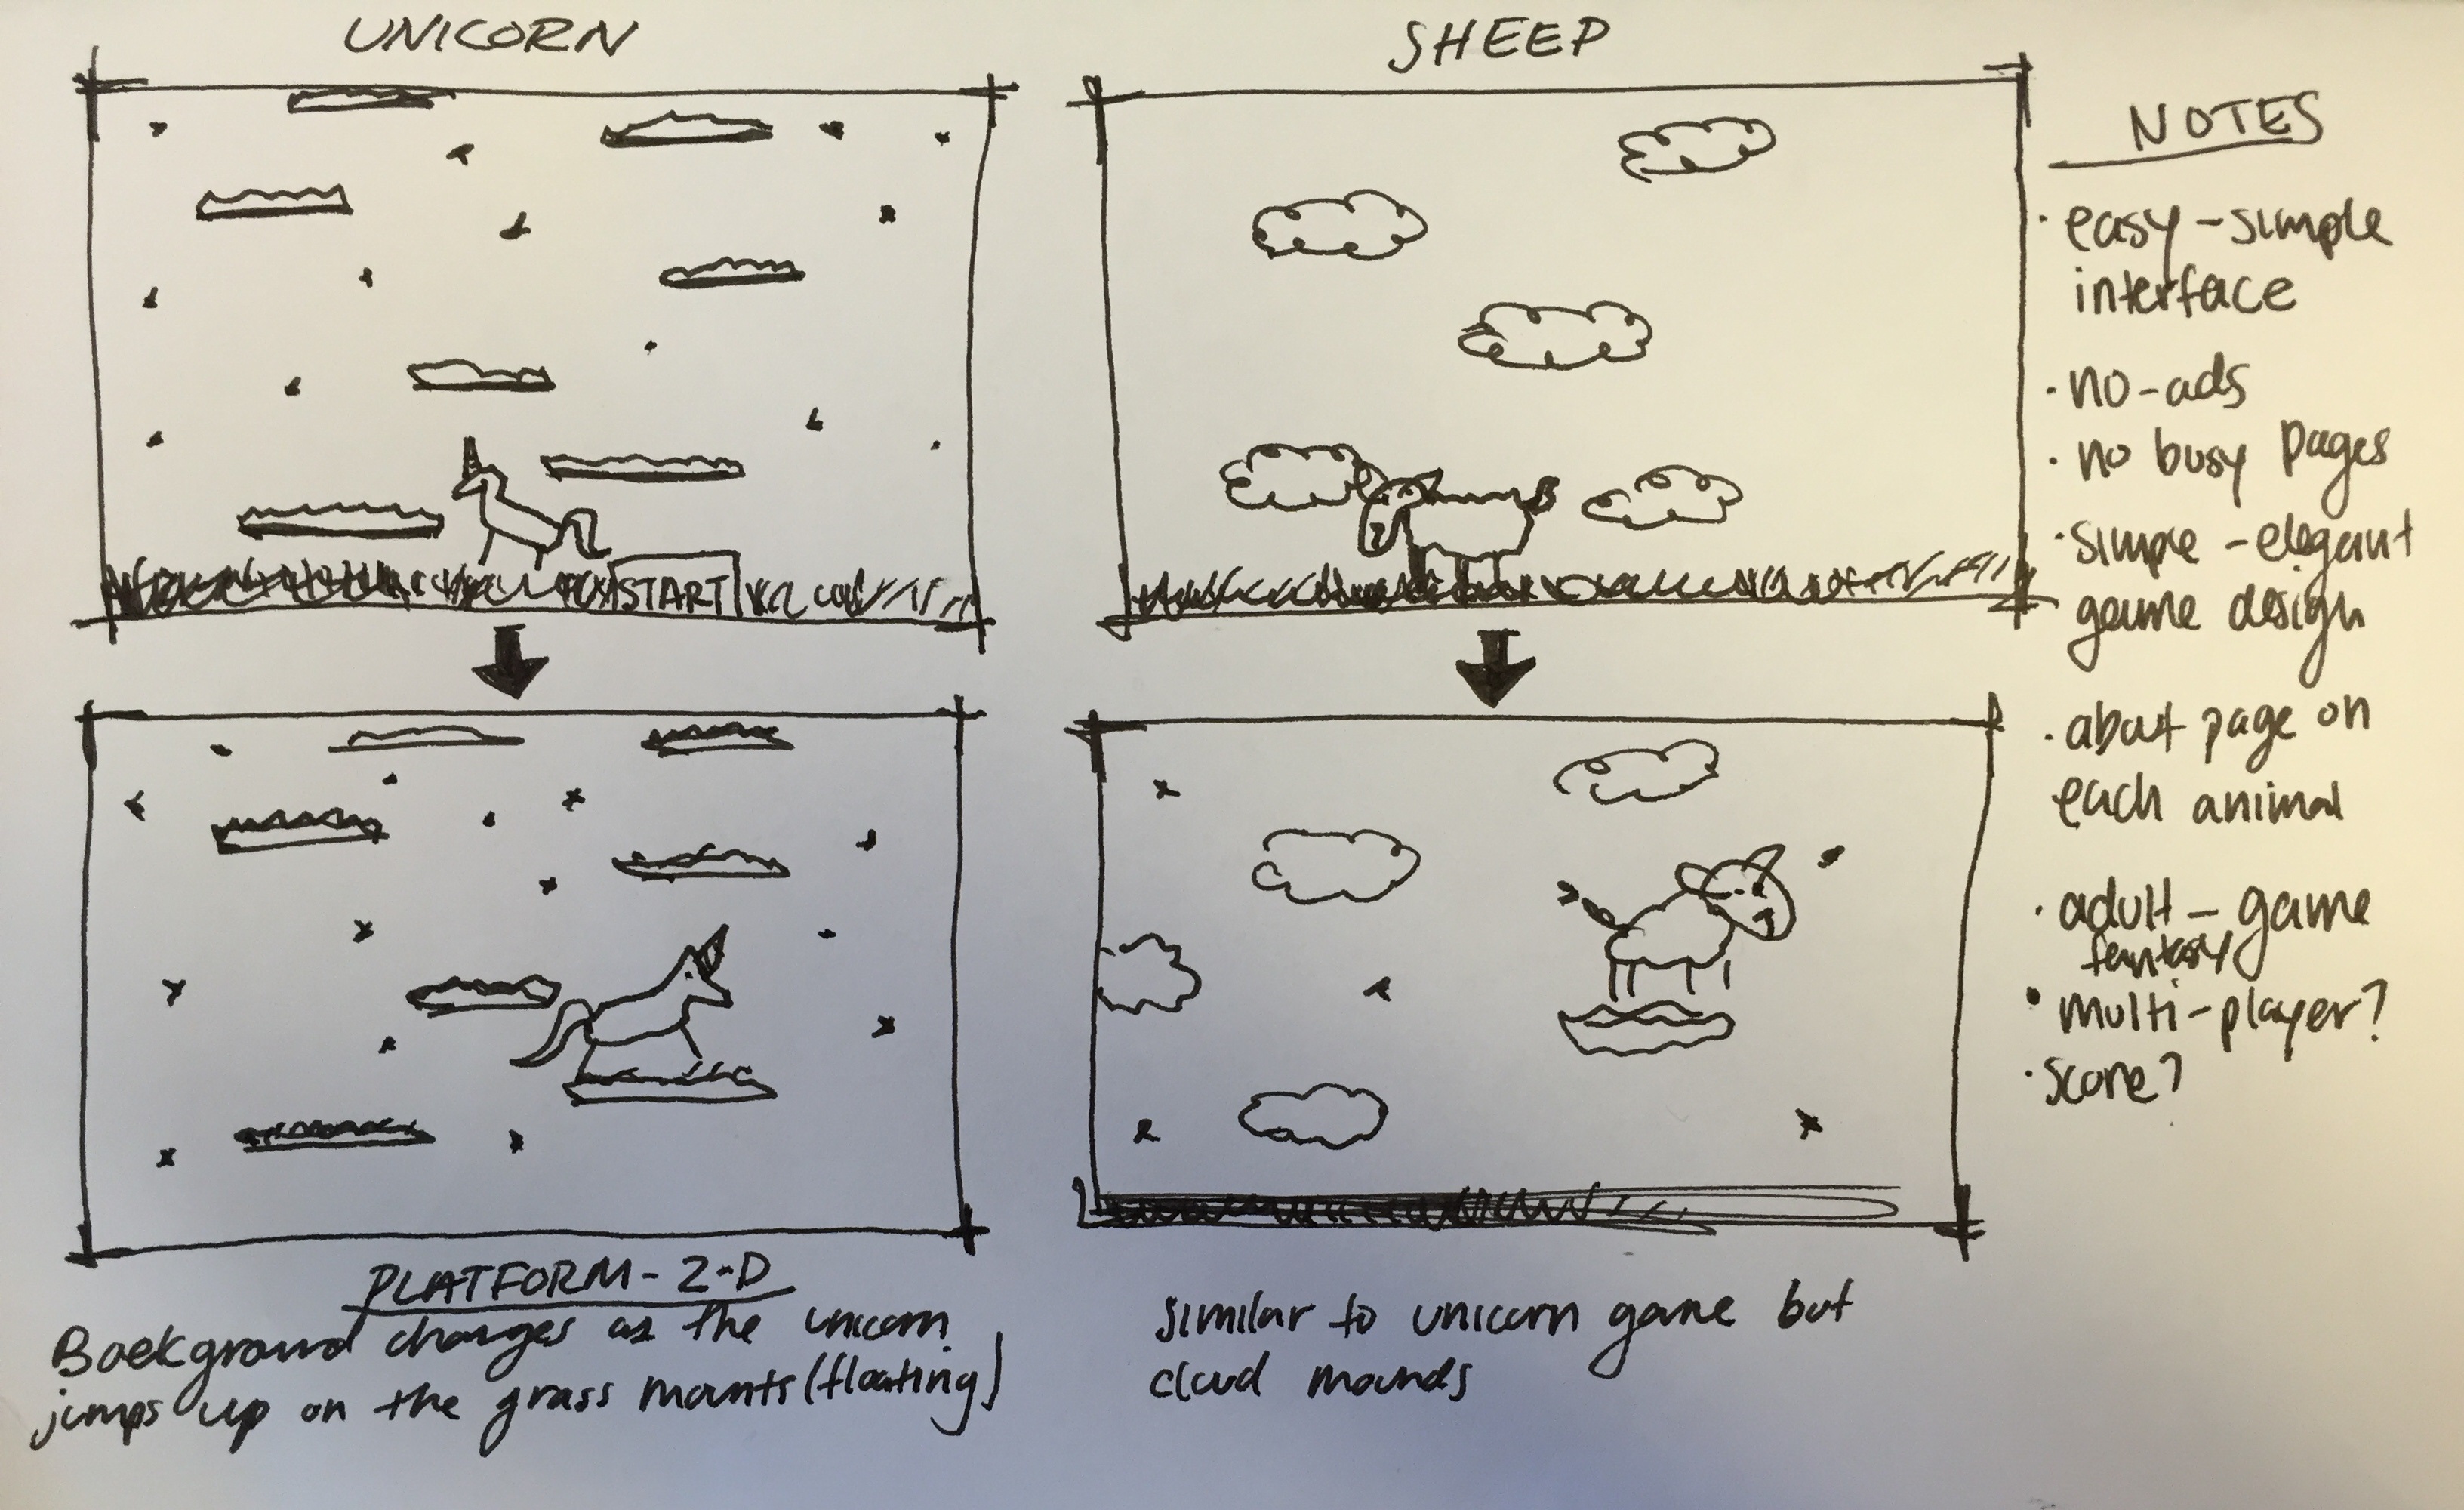 UNICORN
START
PLATFORM - 2-D
Background changes as the unicorn
jumps up on the grass mounts (floating)
SHEEP
similar to unicorn game but
cloud mounds
NOTES
· easy - simple
interface
· no - ads
· no busy pages
· simple - elegant
game design
· about page on
each animal
· adult - game
fantasy
· multi - player?
· score?